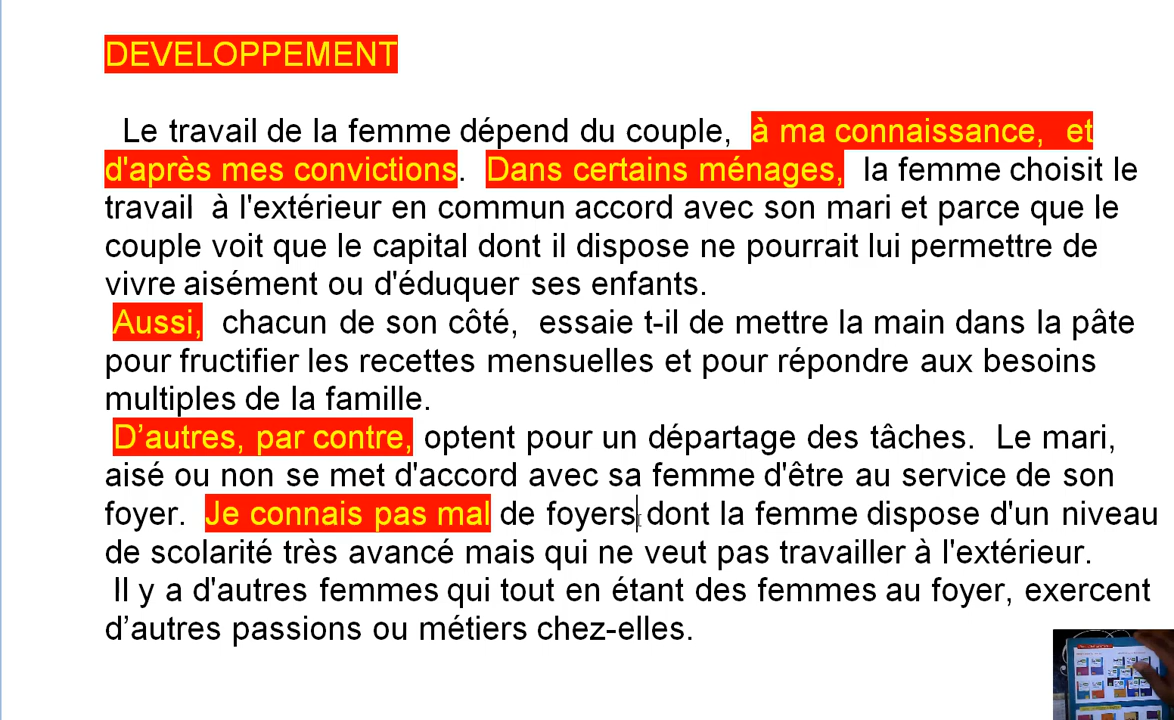 DEVELOPPEMENT
Le travail de la femme dépend du couple, à ma connaissance, et
d'après mes convictions. Dans certains ménages, la femme choisit le
travail à l'extérieur en commun accord avec son mari et parce que le
couple voit que le capital dont il dispose ne pourrait lui permettre de
vivre aisément ou d'éduquer ses enfants.
Aussi, chacun de son côté, essaie t-il de mettre la main dans la pâte
pour fructifier les recettes mensuelles et pour répondre aux besoins
multiples de la famille.
D’autres, par contre, optent pour un départage des tâches. Le mari,
aisé ou non se met d'accord avec sa femme d'être au service de son
foyer. Je connais pas mal de foyers dont la femme dispose d'un niveau
de scolarité très avancé mais qui ne veut pas travailler à l'extérieur.
Il y a d'autres femmes qui tout en étant des femmes au foyer, exercent
d’autres passions ou métiers chez-elles.